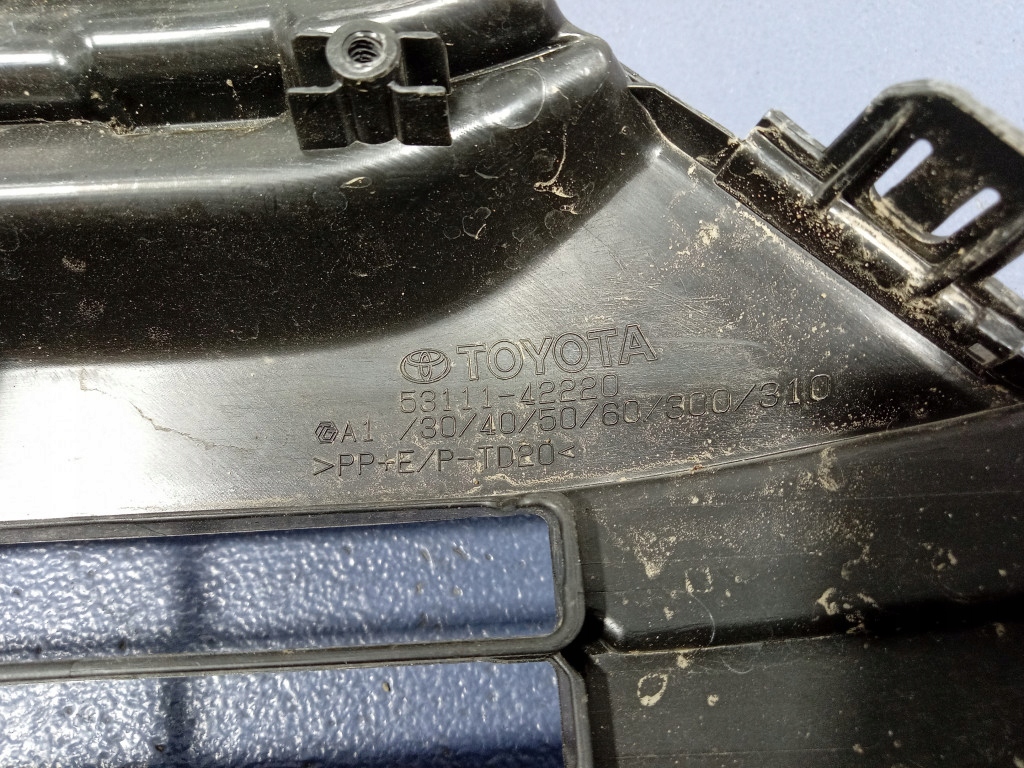 TOYOTA
53111-42220
A1 /30/40/50/60/300/310
>PP+E/P-TD20<